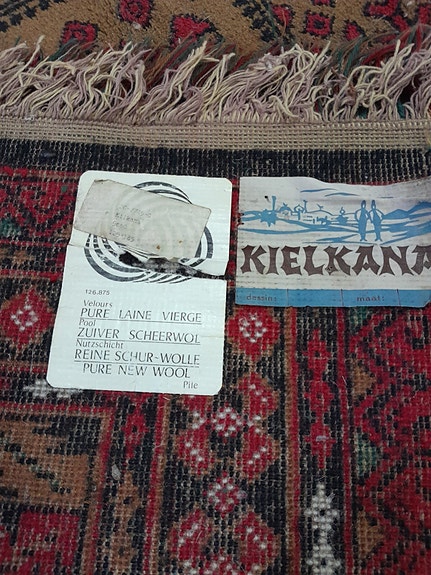 126.875
Velours
PURE LAINE VIERGE
Pool
ZUIVER SCHEERWOL
Nutzschicht
REINE SCHUR-WOLLE
PURE NEW WOOL
Pile
KIELKANA
dessin: maat: